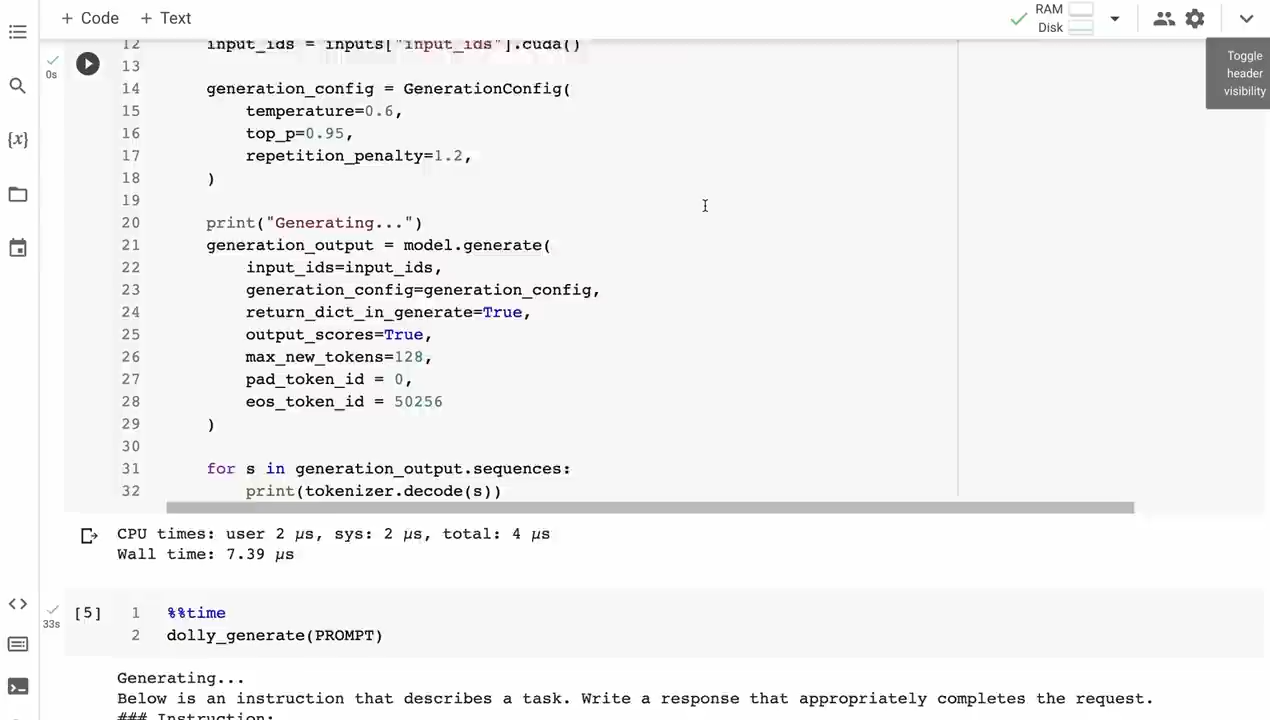 + Code + Text
RAM
Disk
Toggle
header
visibility
0s
12 input_ids = inputs["input_ids"].cuda()
13
14 generation_config = GenerationConfig(
15 temperature=0.6,
16 top_p=0.95,
17 repetition_penalty=1.2,
18 )
19
20 print("Generating...")
21 generation_output = model.generate(
22 input_ids=input_ids,
23 generation_config=generation_config,
24 return_dict_in_generate=True,
25 output_scores=True,
26 max_new_tokens=128,
27 pad_token_id = 0,
28 eos_token_id = 50256
29 )
30
31 for s in generation_output.sequences:
32 print(tokenizer.decode(s))
CPU times: user 2 µs, sys: 2 µs, total: 4 µs
Wall time: 7.39 µs
33s
[5] 1 %%time
2 dolly_generate(PROMPT)
Generating...
Below is an instruction that describes a task. Write a response that appropriately completes the request.
### Instruction: